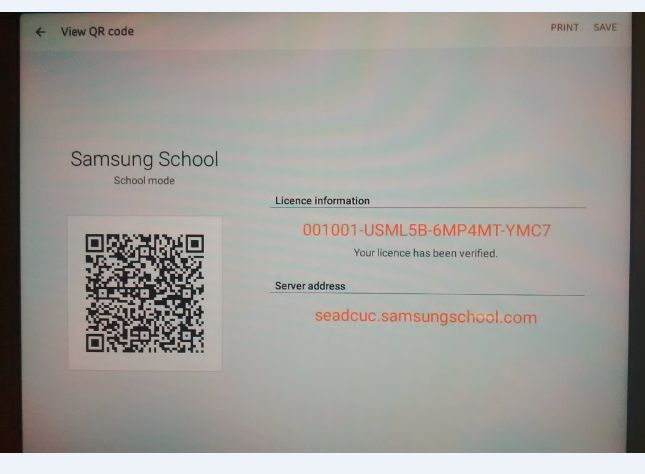 ← View QR code
PRINT SAVE
Samsung School
School mode
Licence information
001001-USML5B-6MP4MT-YMC7
Your licence has been verified.
Server address
seadcuc.samsungschool.com